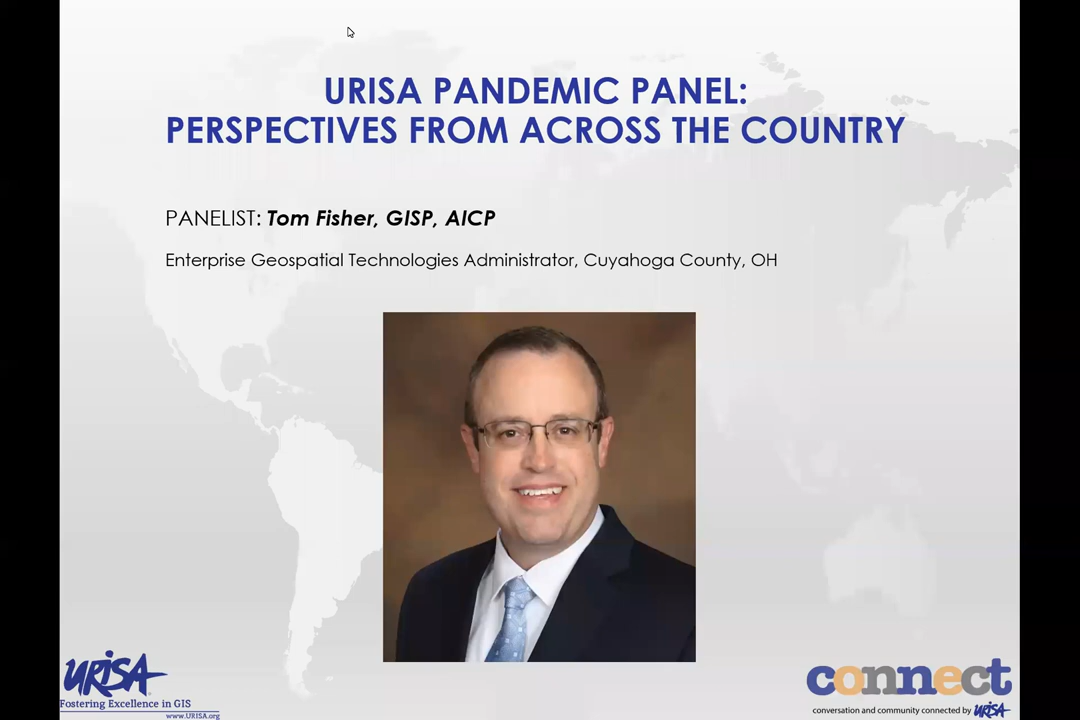 URISA PANDEMIC PANEL:
PERSPECTIVES FROM ACROSS THE COUNTRY
PANELIST: Tom Fisher, GISP, AICP
Enterprise Geospatial Technologies Administrator, Cuyahoga County, OH
URISA
Fostering Excellence in GIS
www.URISA.org
connect
conversation and community connected by URISA